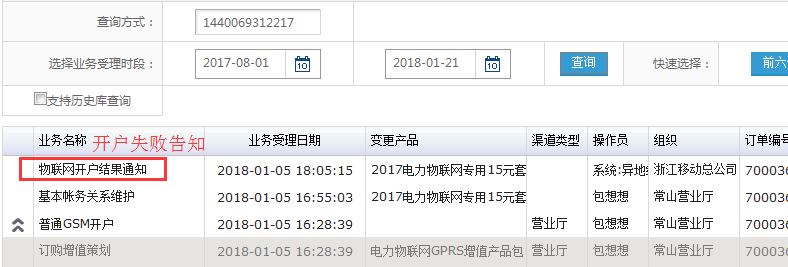 查询方式： 1440069312217
选择业务受理时段： 2017-08-01 2018-01-21 查询 快速选择： 前六
支持历史库查询
业务名称 开户失败告知 业务受理日期 变更产品 渠道类型 操作员 组织 订单编号
物联网开户结果通知 2018-01-05 18:05:15 2017电力物联网专用15元套 系统:异地 浙江移动总公司 70003
基本帐务关系维护 2018-01-05 16:55:03 2017电力物联网专用15元套 包想想 常山营业厅 70003
普通GSM开户 2018-01-05 16:28:39 营业厅 包想想 常山营业厅 70003
订购增值策划 2018-01-05 16:28:39 电力物联网GPRS增值产品包 包想想 常山营业厅 70003